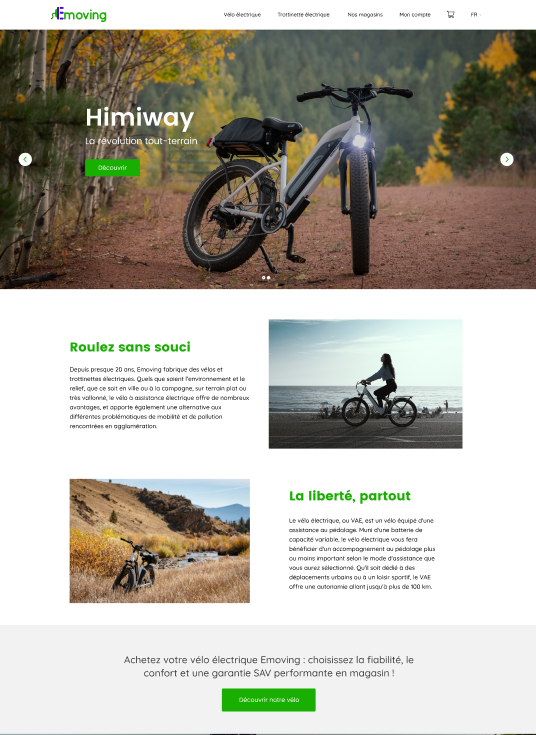 Emoving
Vélo électrique
Trottinette électrique
Nos magasins
Mon compte
FR
Himiway
La révolution tout-terrain
Découvrir
Roulez sans souci
Depuis presque 20 ans, Emoving fabrique des vélos et
trottinettes électriques. Quels que soient l'environnement et le
relief, que ce soit en ville ou à la campagne, sur terrain plat ou
très vallonné, le vélo à assistance électrique offre de nombreux
avantages, et apporte également une alternative aux
différentes problématiques de mobilité et de pollution
rencontrées en agglomération.
La liberté, partout
Le vélo électrique, ou VAE, est un vélo équipé d'une
assistance au pédalage. Muni d'une batterie de
capacité variable, le vélo électrique vous fera
bénéficier d'un accompagnement au pédalage plus
ou moins important selon le mode d'assistance que
vous aurez sélectionné. Qu'il soit dédié à des
déplacements urbains ou à un loisir sportif, le VAE
offre une autonomie allant jusqu'à plus de 100 km.
Achetez votre vélo électrique Emoving : choisissez la fiabilité, le
confort et une garantie SAV performante en magasin !
Découvrir notre vélo